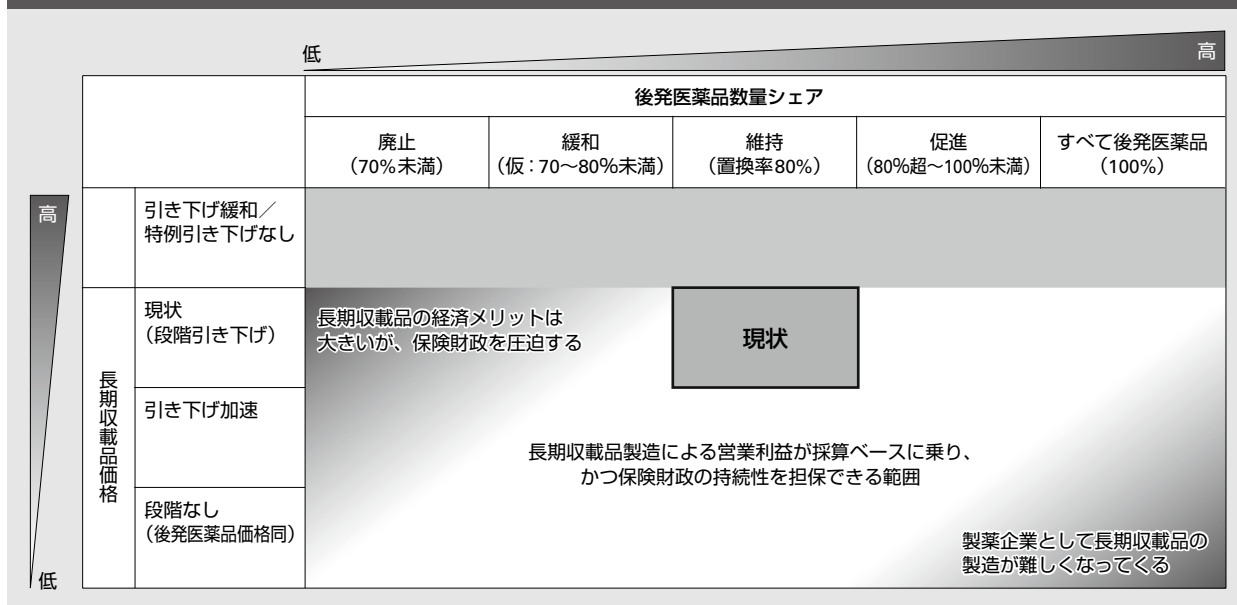 低
高
後発医薬品数量シェア
廃止
（70％未満）
緩和
（仮：70～80％未満）
維持
（置換率80％）
促進
（80％超～100％未満）
すべて後発医薬品
（100％）
高
低
長期収載品価格
引き下げ緩和／
特例引き下げなし
現状
（段階引き下げ）
長期収載品の経済メリットは
大きいが、保険財政を圧迫する
現状
引き下げ加速
長期収載品製造による営業利益が採算ベースに乗り、
かつ保険財政の持続性を担保できる範囲
段階なし
（後発医薬品価格同）
製薬企業として長期収載品の
製造が難しくなってくる